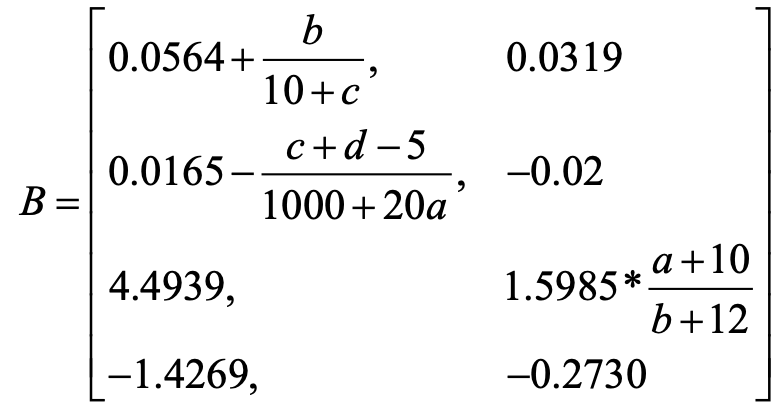 B = [ 0.0564 + b/(10 + c), 0.0319
0.0165 − (c + d − 5)/(1000 + 20a), −0.02
4.4939, 1.5985 * (a + 10)/(b + 12)
−1.4269, −0.2730 ]